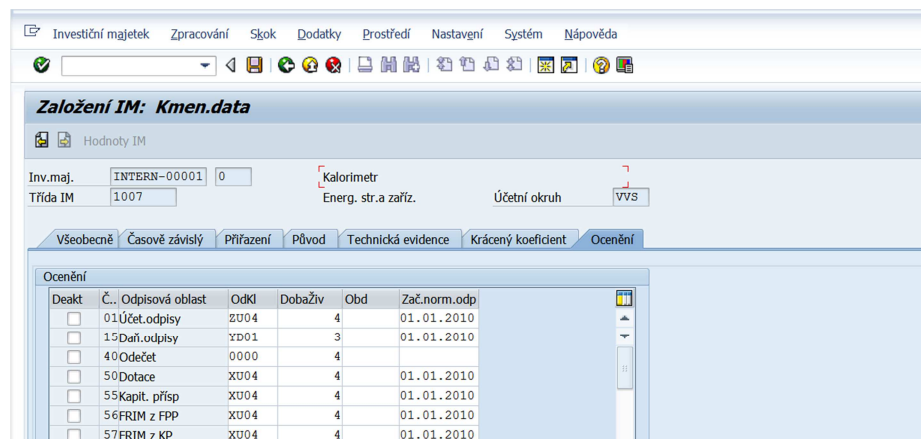 Investiční majetek Zpracování Skok Dodatky Prostředí Nastavení Systém Nápověda
Založení IM: Kmen.data
Hodnoty IM
Inv.maj. INTERN-00001 0 Kalorimetr
Třída IM 1007 Energ. str.a zaříz. Účetní okruh VVS
Všeobecně Časově závislý Přiřazení Původ Technická evidence Krácený koeficient Ocenění
Ocenění
Deakt Č.. Odpisová oblast OdKl DobaŽiv Obd Zač.norm.odp
01 Účet.odpisy ZU04 4 01.01.2010
15 Daň.odpisy YD01 3 01.01.2010
40 Odečet 0000 4
50 Dotace XU04 4 01.01.2010
55 Kapit. přísp XU04 4 01.01.2010
56 FRIM z FPP XU04 4 01.01.2010
57 FRIM z KP XU04 4 01.01.2010